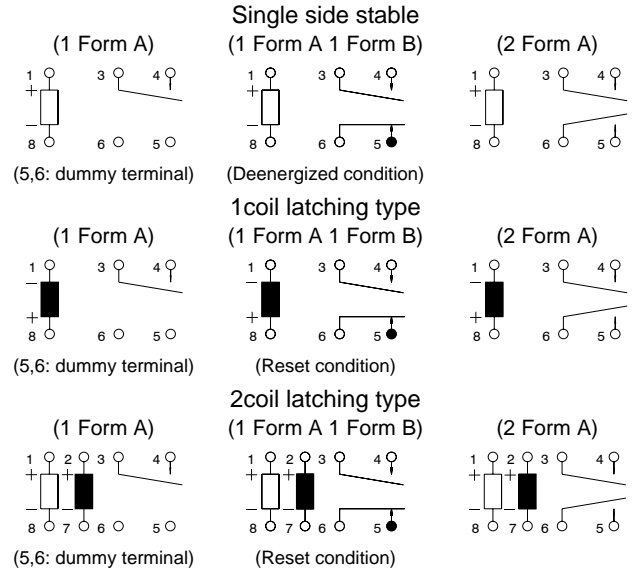 Single side stable
(1 Form A) (1 Form A 1 Form B) (2 Form A)
1 3 4 1 3 4 1 3 4
+ + +
– – –
8 6 5 8 6 5 8 6 5
(5,6: dummy terminal) (Deenergized condition)
1coil latching type
(1 Form A) (1 Form A 1 Form B) (2 Form A)
1 3 4 1 3 4 1 3 4
– – –
+ + +
8 6 5 8 6 5 8 6 5
(5,6: dummy terminal) (Reset condition)
2coil latching type
(1 Form A) (1 Form A 1 Form B) (2 Form A)
1 2 3 4 1 2 3 4 1 2 3 4
+ + + + + +
– – – – – –
8 7 6 5 8 7 6 5 8 7 6 5
(5,6: dummy terminal) (Reset condition)